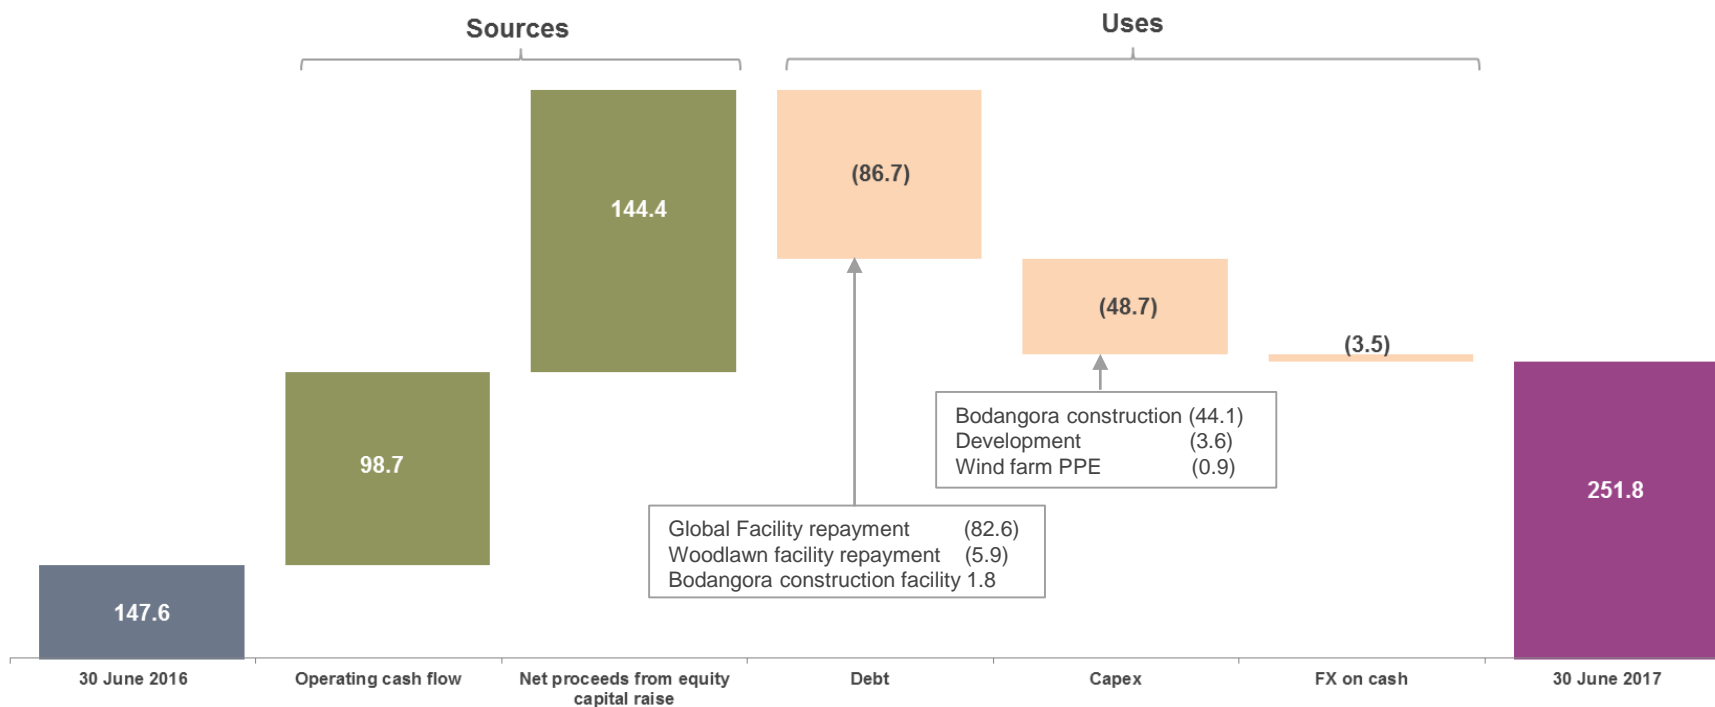 Sources
Uses
(86.7)
144.4
(48.7)
(3.5)
Bodangora construction (44.1)
Development (3.6)
Wind farm PPE (0.9)
98.7
251.8
Global Facility repayment (82.6)
Woodlawn facility repayment (5.9)
Bodangora construction facility 1.8
147.6
30 June 2016
Operating cash flow
Net proceeds from equity
capital raise
Debt
Capex
FX on cash
30 June 2017